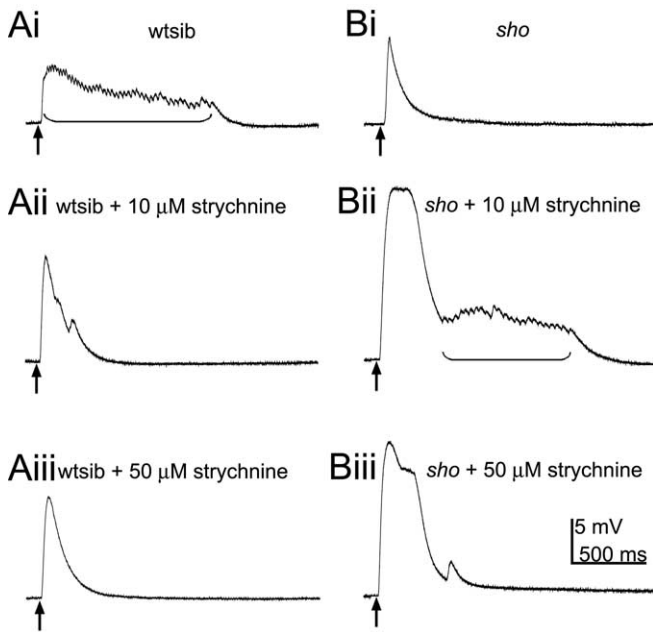 Ai wtsib
Bi sho
Aii wtsib + 10 μM strychnine
Bii sho + 10 μM strychnine
Aiii wtsib + 50 μM strychnine
Biii sho + 50 μM strychnine
5 mV
500 ms